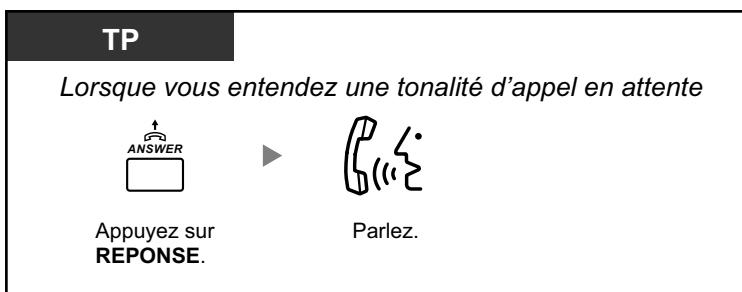 TP
Lorsque vous entendez une tonalité d’appel en attente
ANSWER
Appuyez sur
REPONSE.
Parlez.